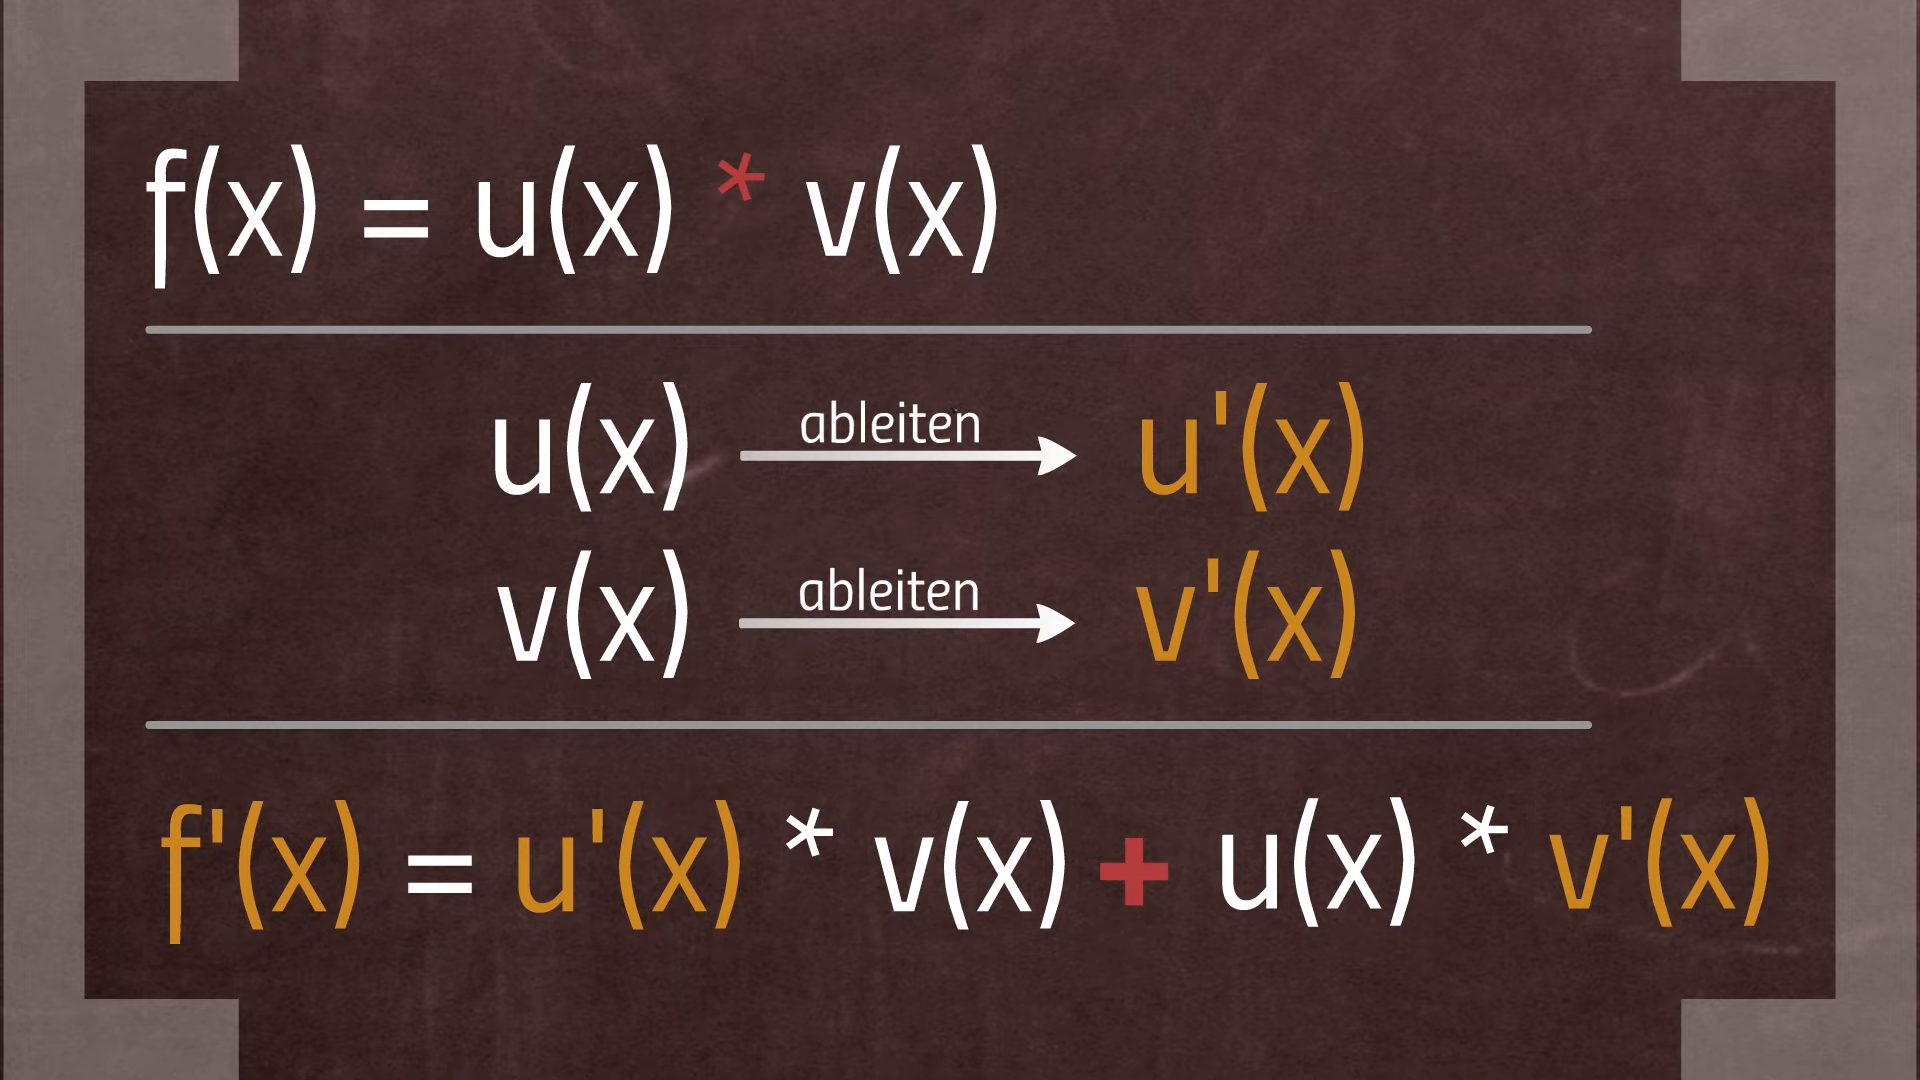 f(x) = u(x) * v(x)
u(x) ableiten u'(x)
v(x) ableiten v'(x)
f'(x) = u'(x) * v(x) + u(x) * v'(x)